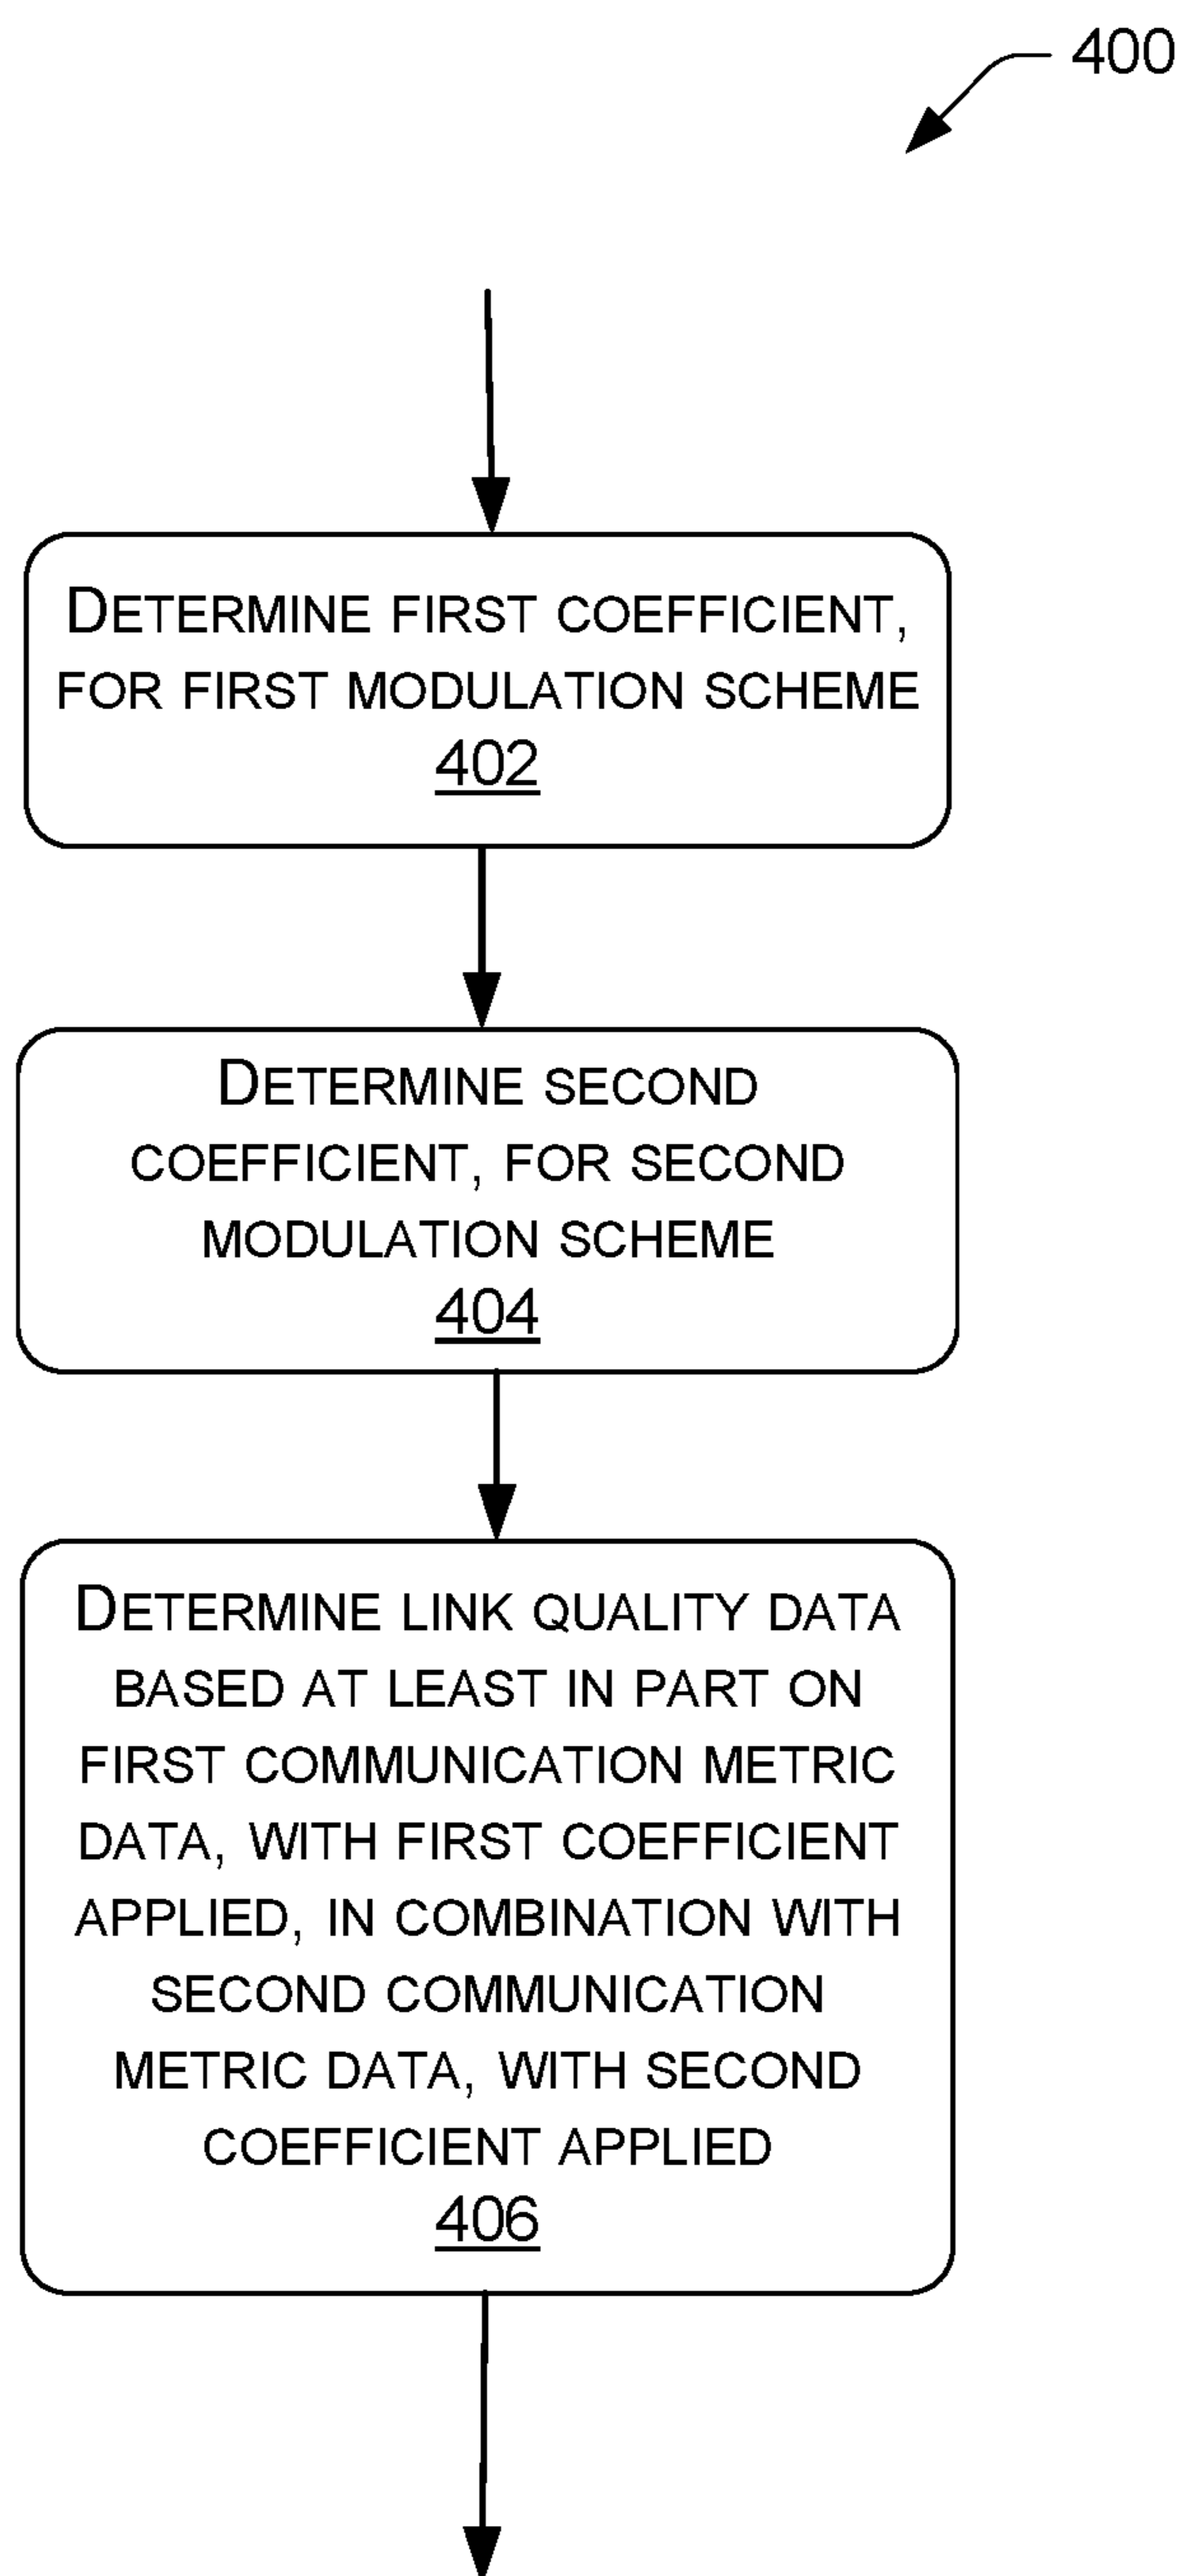 400
DETERMINE FIRST COEFFICIENT,
FOR FIRST MODULATION SCHEME
402
DETERMINE SECOND
COEFFICIENT, FOR SECOND
MODULATION SCHEME
404
DETERMINE LINK QUALITY DATA
BASED AT LEAST IN PART ON
FIRST COMMUNICATION METRIC
DATA, WITH FIRST COEFFICIENT
APPLIED, IN COMBINATION WITH
SECOND COMMUNICATION
METRIC DATA, WITH SECOND
COEFFICIENT APPLIED
406